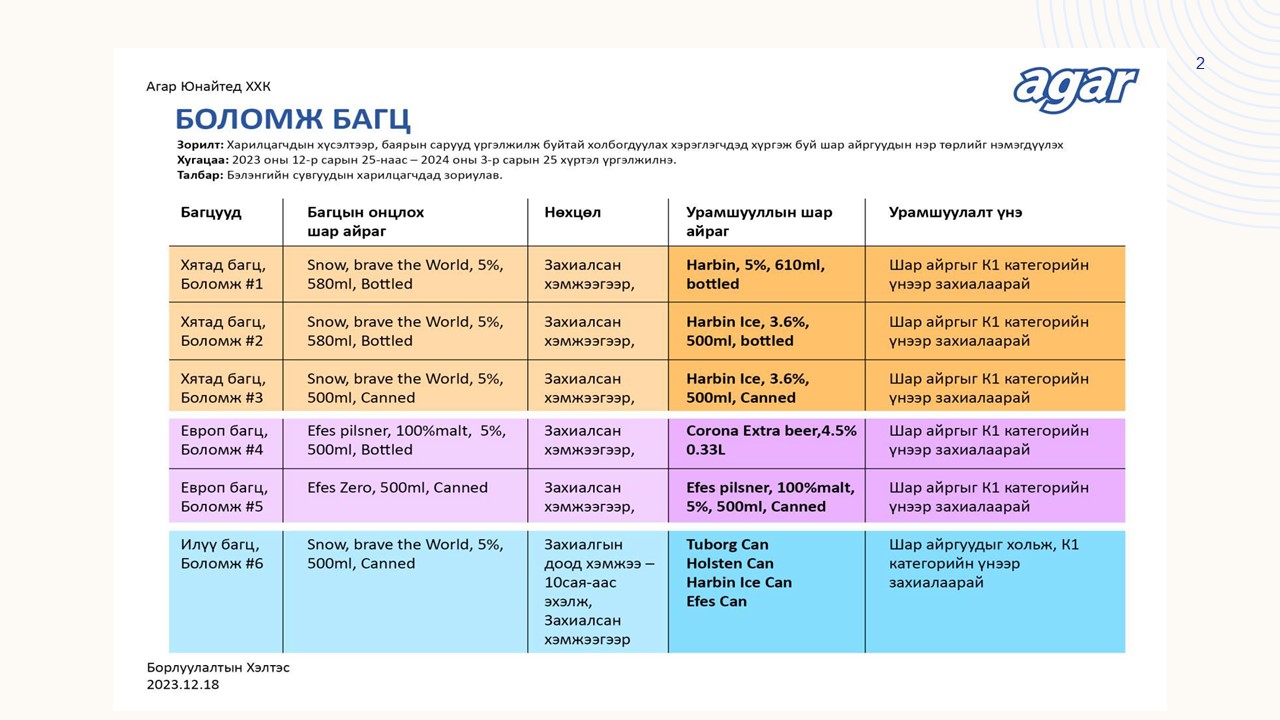 2
Агар Юнайтед ХХК
agar
БОЛОМЖ БАГЦ
Зорилт: Харилцагчдын хүсэлтээр, баярын саруудүргэлжилж буйтай холбогдуулах хэрэглэгчдэд хүргэж буй шар айргуудын нэр төрлийг нэмэгдүүлэх
Хугацаа: 2023 оны 12-р сарын 25-наас – 2024 оны 3-р сарын 25 хүртэл үргэлжилнэ.
Талбар: Бэлэнгийн сувгуудын харилцагчдад зориулав.
Багцууд
Багцын онцлох
шар айраг
Нөхцөл
Урамшууллын шар
айраг
Урамшуулалт үнэ
Хятад багц,
Боломж #1
Snow, brave the World, 5%,
580ml, Bottled
Захиалсан
хэмжээгээр,
Harbin, 5%, 610ml,
bottled
Шар айргыг К1 категорийн
үнээр захиалаарай
Хятад багц,
Боломж #2
Snow, brave the World, 5%,
580ml, Bottled
Захиалсан
хэмжээгээр,
Harbin Ice, 3.6%,
500ml, bottled
Шар айргыг К1 категорийн
үнээр захиалаарай
Хятад багц,
Боломж #3
Snow, brave the World, 5%,
500ml, Canned
Захиалсан
хэмжээгээр,
Harbin Ice, 3.6%,
500ml, Canned
Шар айргыг К1 категорийн
үнээр захиалаарай
Европ багц,
Боломж #4
Efes pilsner, 100%malt, 5%,
500ml, Bottled
Захиалсан
хэмжээгээр,
Corona Extra beer,4.5%
0.33L
Шар айргыг К1 категорийн
үнээр захиалаарай
Европ багц,
Боломж #5
Efes Zero, 500ml, Canned
Захиалсан
хэмжээгээр,
Efes pilsner, 100%malt,
5%, 500ml, Canned
Шар айргыг К1 категорийн
үнээр захиалаарай
Илүү багц,
Боломж #6
Snow, brave the World, 5%,
500ml, Canned
Захиалгын
доод хэмжээ –
10сая-аас
эхэлж,
Захиалсан
хэмжээгээр
Tuborg Can
Holsten Can
Harbin Ice Can
Efes Can
Шар айргуудыг хольж, К1
категорийн үнээр
захиалаарай
Борлуулалтын Хэлтэс
2023.12.18